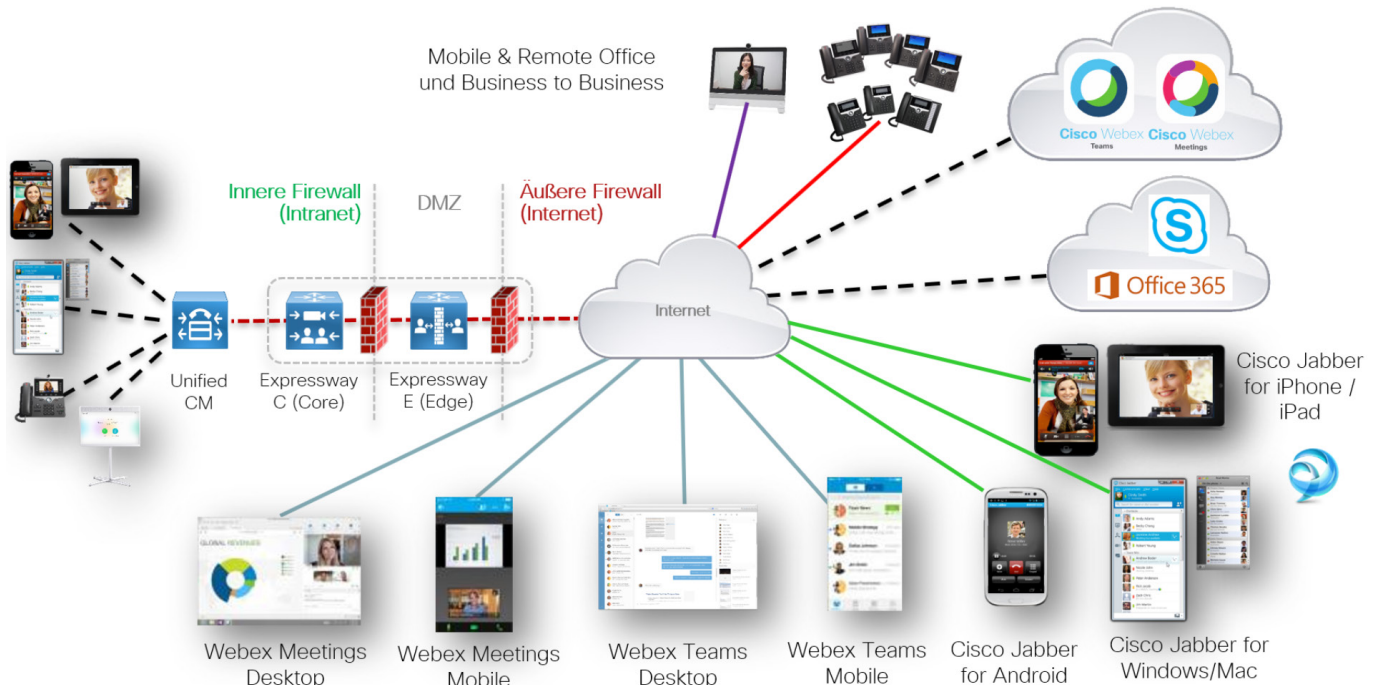 Mobile & Remote Office
und Business to Business
Cisco Webex
Teams
Cisco Webex
Meetings
Innere Firewall
(Intranet)
DMZ
Äußere Firewall
(Internet)
Office 365
Internet
Unified
CM
Expressway
C (Core)
Expressway
E (Edge)
Cisco Jabber
for iPhone /
iPad
GLOBAL REVENUES
Webex Meetings
Desktop
Webex Meetings
Mobile
Webex Teams
Desktop
Webex Teams
Mobile
Cisco Jabber
for Android
Cisco Jabber for
Windows/Mac